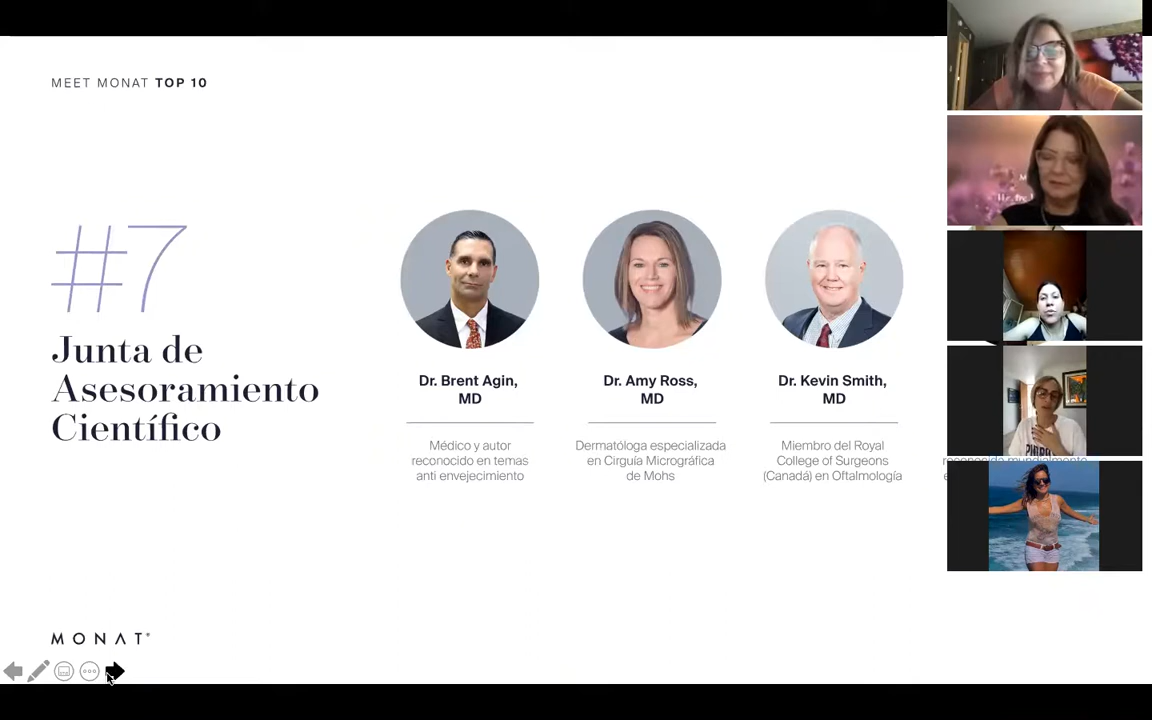 MEET MONAT TOP 10
#7
Junta de
Asesoramiento
Científico
Dr. Brent Agin,
MD
Médico y autor
reconocido en temas
anti envejecimiento
Dr. Amy Ross,
MD
Dermatóloga especializada
en Cirguía Micrográfica
de Mohs
Dr. Kevin Smith,
MD
Miembro del Royal
College of Surgeons
(Canadá) en Oftalmología
reconocida mundialmente
MONAT